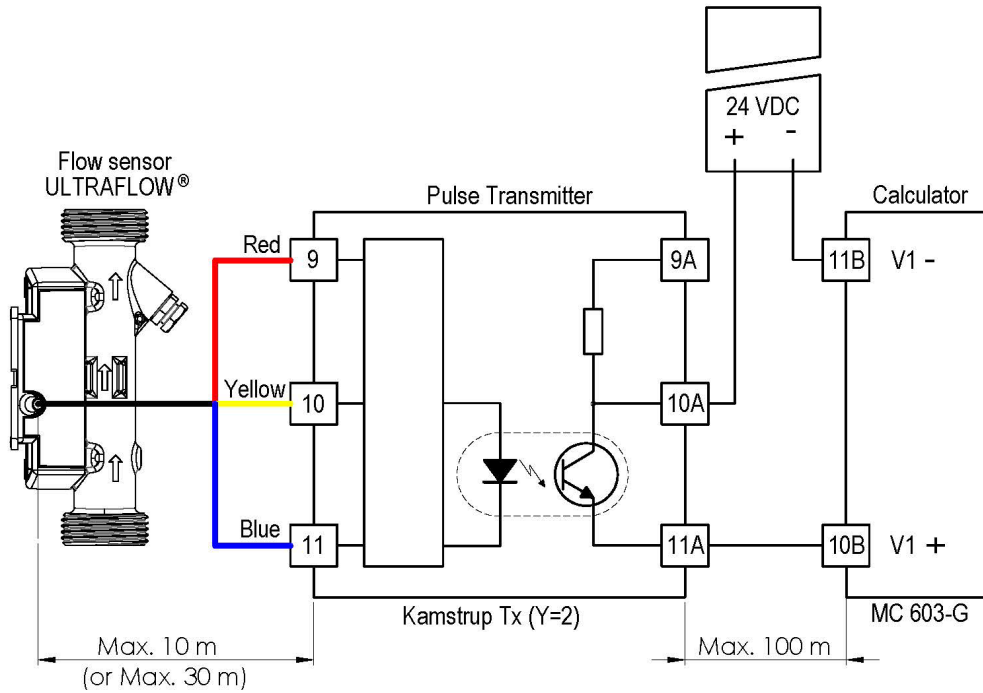 24 VDC
+ -
Flow sensor
ULTRAFLOW®
Pulse Transmitter
Calculator
Red
9
9A
11B
V1 -
Yellow
10
10A
Blue
11
11A
10B
V1 +
Kamstrup Tx (Y=2)
MC 603-G
Max. 10 m
(or Max. 30 m)
Max. 100 m